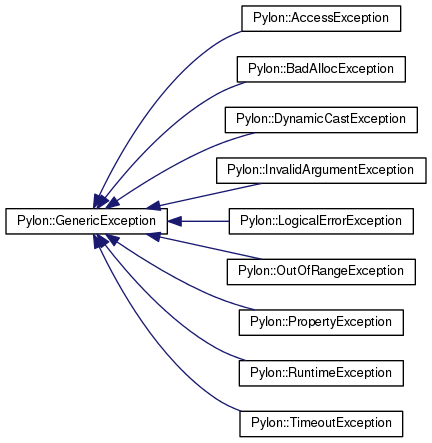 Pylon::AccessException
Pylon::BadAllocException
Pylon::DynamicCastException
Pylon::InvalidArgumentException
Pylon::GenericException
Pylon::LogicalErrorException
Pylon::OutOfRangeException
Pylon::PropertyException
Pylon::RuntimeException
Pylon::TimeoutException